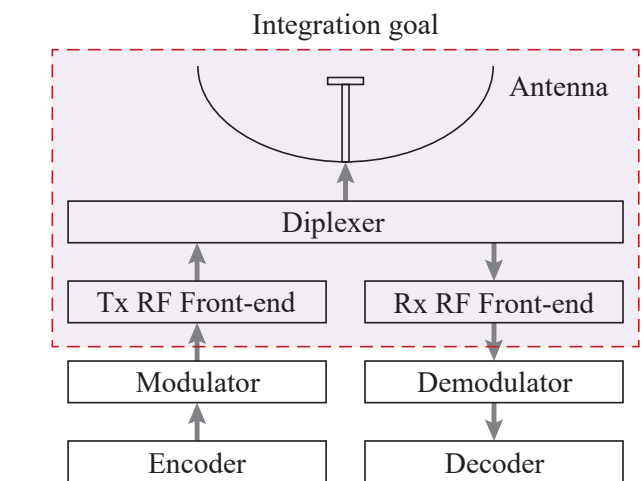 Integration goal
Antenna
Diplexer
Tx RF Front-end
Rx RF Front-end
Modulator
Demodulator
Encoder
Decoder